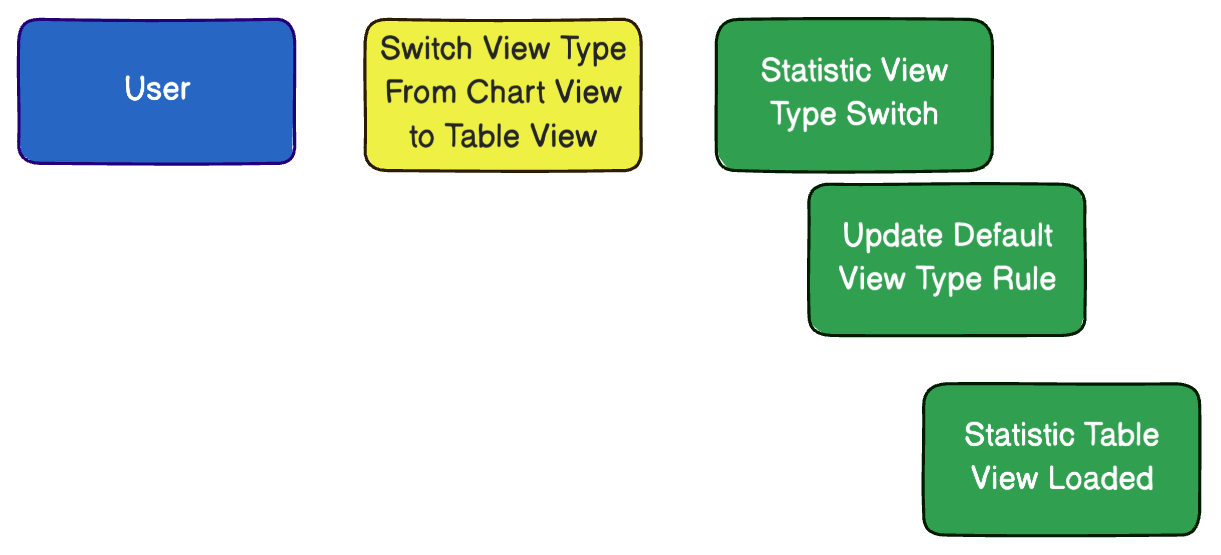 User
Switch View Type
From Chart View
to Table View
Statistic View
Type Switch
Update Default
View Type Rule
Statistic Table
View Loaded